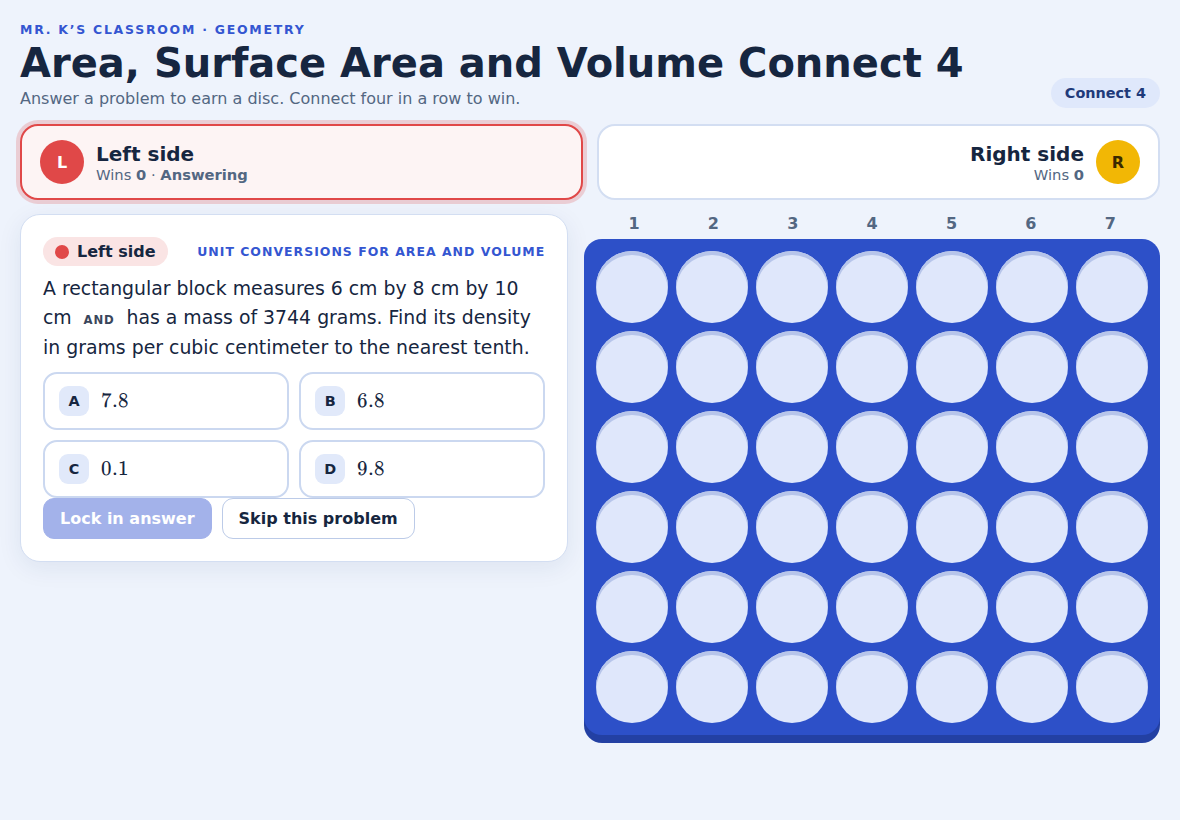 MR. K’S CLASSROOM · GEOMETRY
Area, Surface Area and Volume Connect 4
Answer a problem to earn a disc. Connect four in a row to win.
Connect 4
L
Left side
Wins 0 · Answering
Right side
Wins 0
R
Left side
UNIT CONVERSIONS FOR AREA AND VOLUME
A rectangular block measures 6 cm by 8 cm by 10
cm AND has a mass of 3744 grams. Find its density
in grams per cubic centimeter to the nearest tenth.
A 7.8
B 6.8
C 0.1
D 9.8
Lock in answer
Skip this problem
1 2 3 4 5 6 7